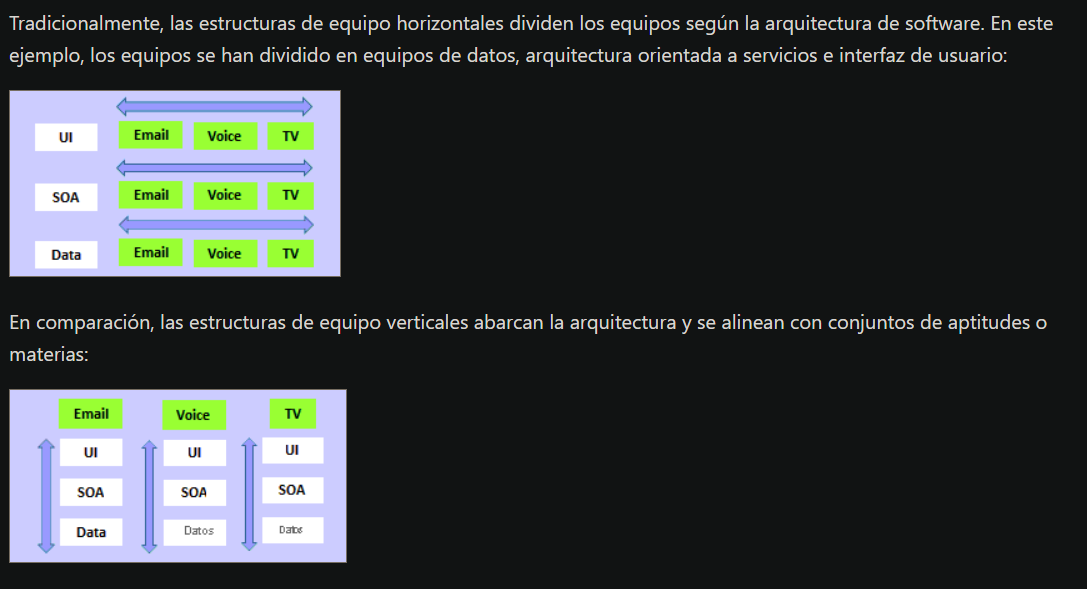 Tradicionalmente, las estructuras de equipo horizontales dividen los equipos según la arquitectura de software. En este
ejemplo, los equipos se han dividido en equipos de datos, arquitectura orientada a servicios e interfaz de usuario:
UI Email Voice TV
SOA Email Voice TV
Data Email Voice TV
En comparación, las estructuras de equipo verticales abarcan la arquitectura y se alinean con conjuntos de aptitudes o
materias:
Email Voice TV
UI UI UI
SOA SOA SOA
Data Datos Datos